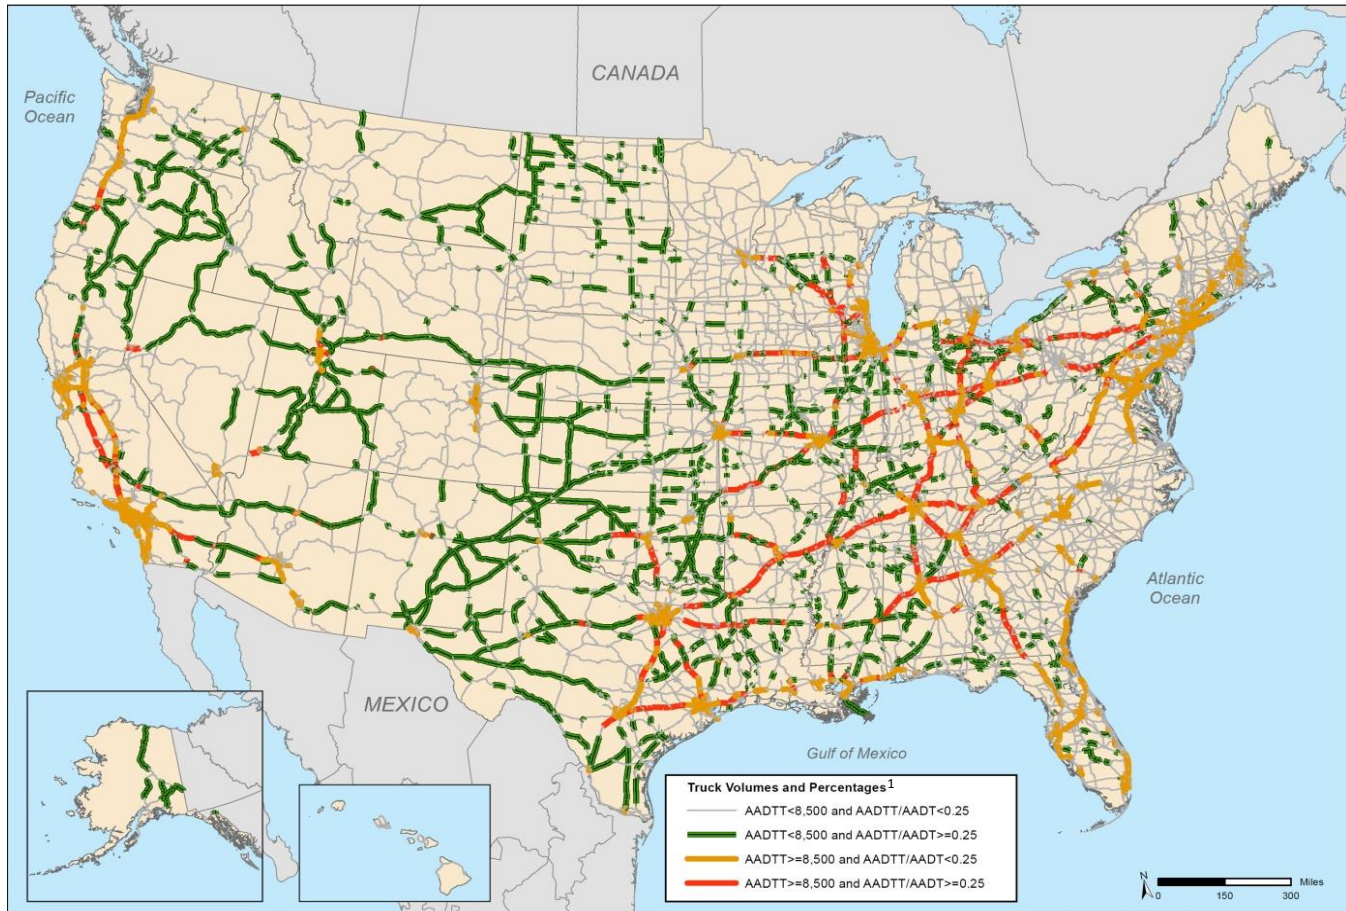 CANADA
Pacific
Ocean
Atlantic
Ocean
MEXICO
Gulf of Mexico
Truck Volumes and Percentages1
AADTT<8,500 and AADTT/AADT<0.25
AADTT<8,500 and AADTT/AADT>=0.25
AADTT>=8,500 and AADTT/AADT<0.25
AADTT>=8,500 and AADTT/AADT>=0.25
N
Miles
0 150 300